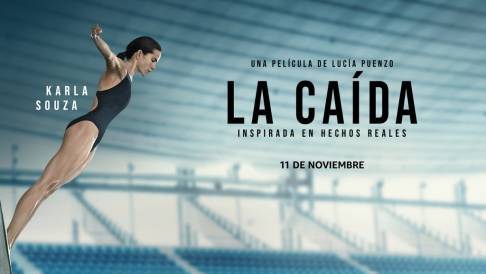 KARLA
SOUZA
UNA PELÍCULA DE LUCÍA PUENZO
LA CAÍDA
INSPIRADA EN HECHOS REALES
11 DE NOVIEMBRE